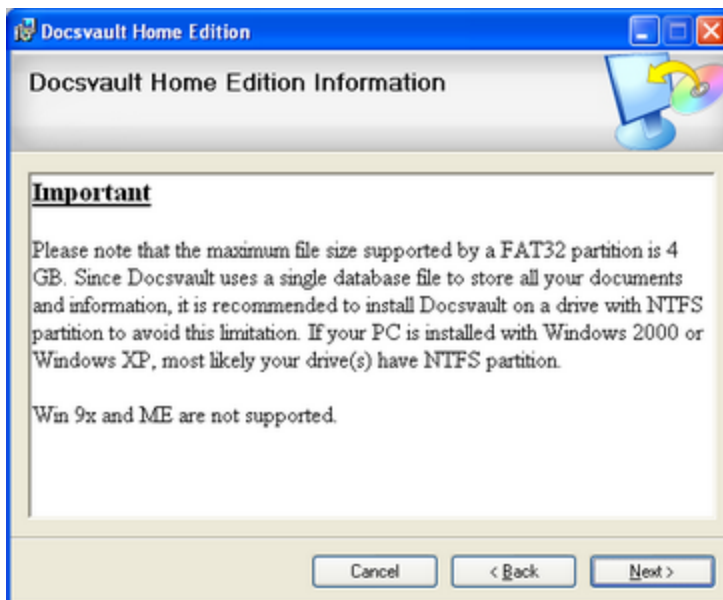 Docsvault Home Edition
Docsvault Home Edition Information
Important
Please note that the maximum file size supported by a FAT32 partition is 4
GB. Since Docsvault uses a single database file to store all your documents
and information, it is recommended to install Docsvault on a drive with NTFS
partition to avoid this limitation. If your PC is installed with Windows 2000 or
Windows XP, most likely your drive(s) have NTFS partition.
Win 9x and ME are not supported.
Cancel < Back Next >